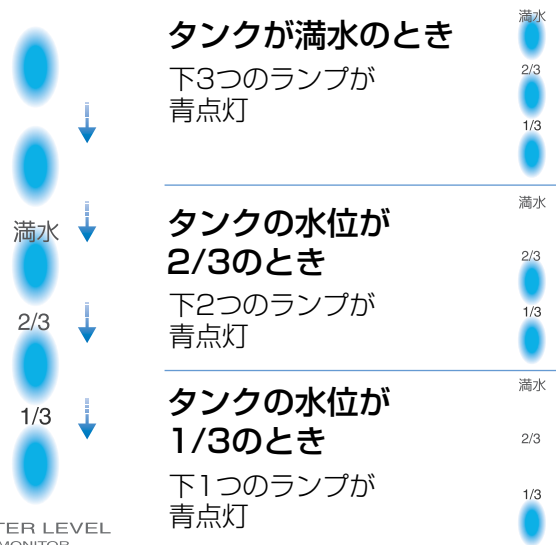 満水
2/3
1/3
TER LEVEL
MONITOR
タンクが満水のとき
下3つのランプが
青点灯
満水
2/3
1/3
タンクの水位が
2/3のとき
下2つのランプが
青点灯
満水
2/3
1/3
タンクの水位が
1/3のとき
下1つのランプが
青点灯
満水
2/3
1/3